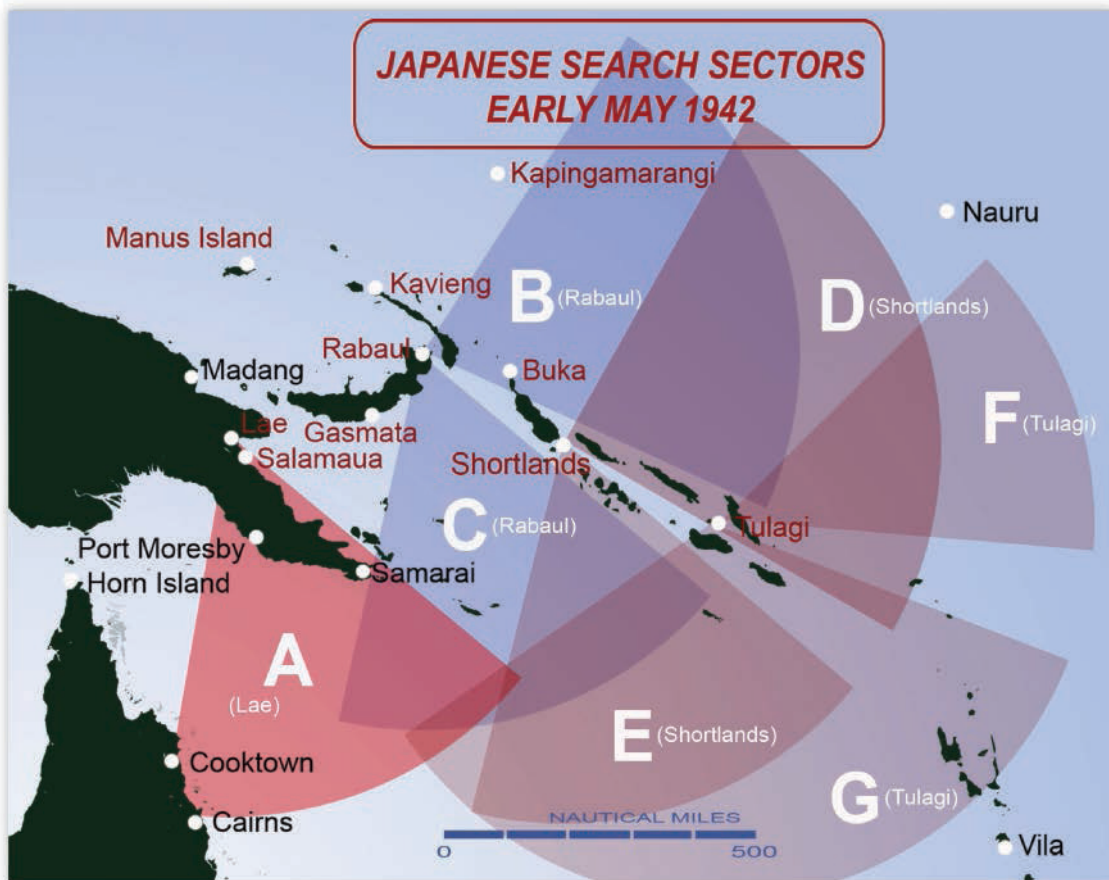 JAPANESE SEARCH SECTORS
EARLY MAY 1942
Kapingamarangi
Nauru
Manus Island
Kavieng
B (Rabaul)
D (Shortlands)
Rabaul
Buka
Madang
Lae
Gasmata
F (Tulagi)
Salamaua
Shortlands
C (Rabaul)
Tulagi
Port Moresby
Samarai
Horn Island
A
(Lae)
E (Shortlands)
Cooktown
G (Tulagi)
Cairns
NAUTICAL MILES
0 500
Vila